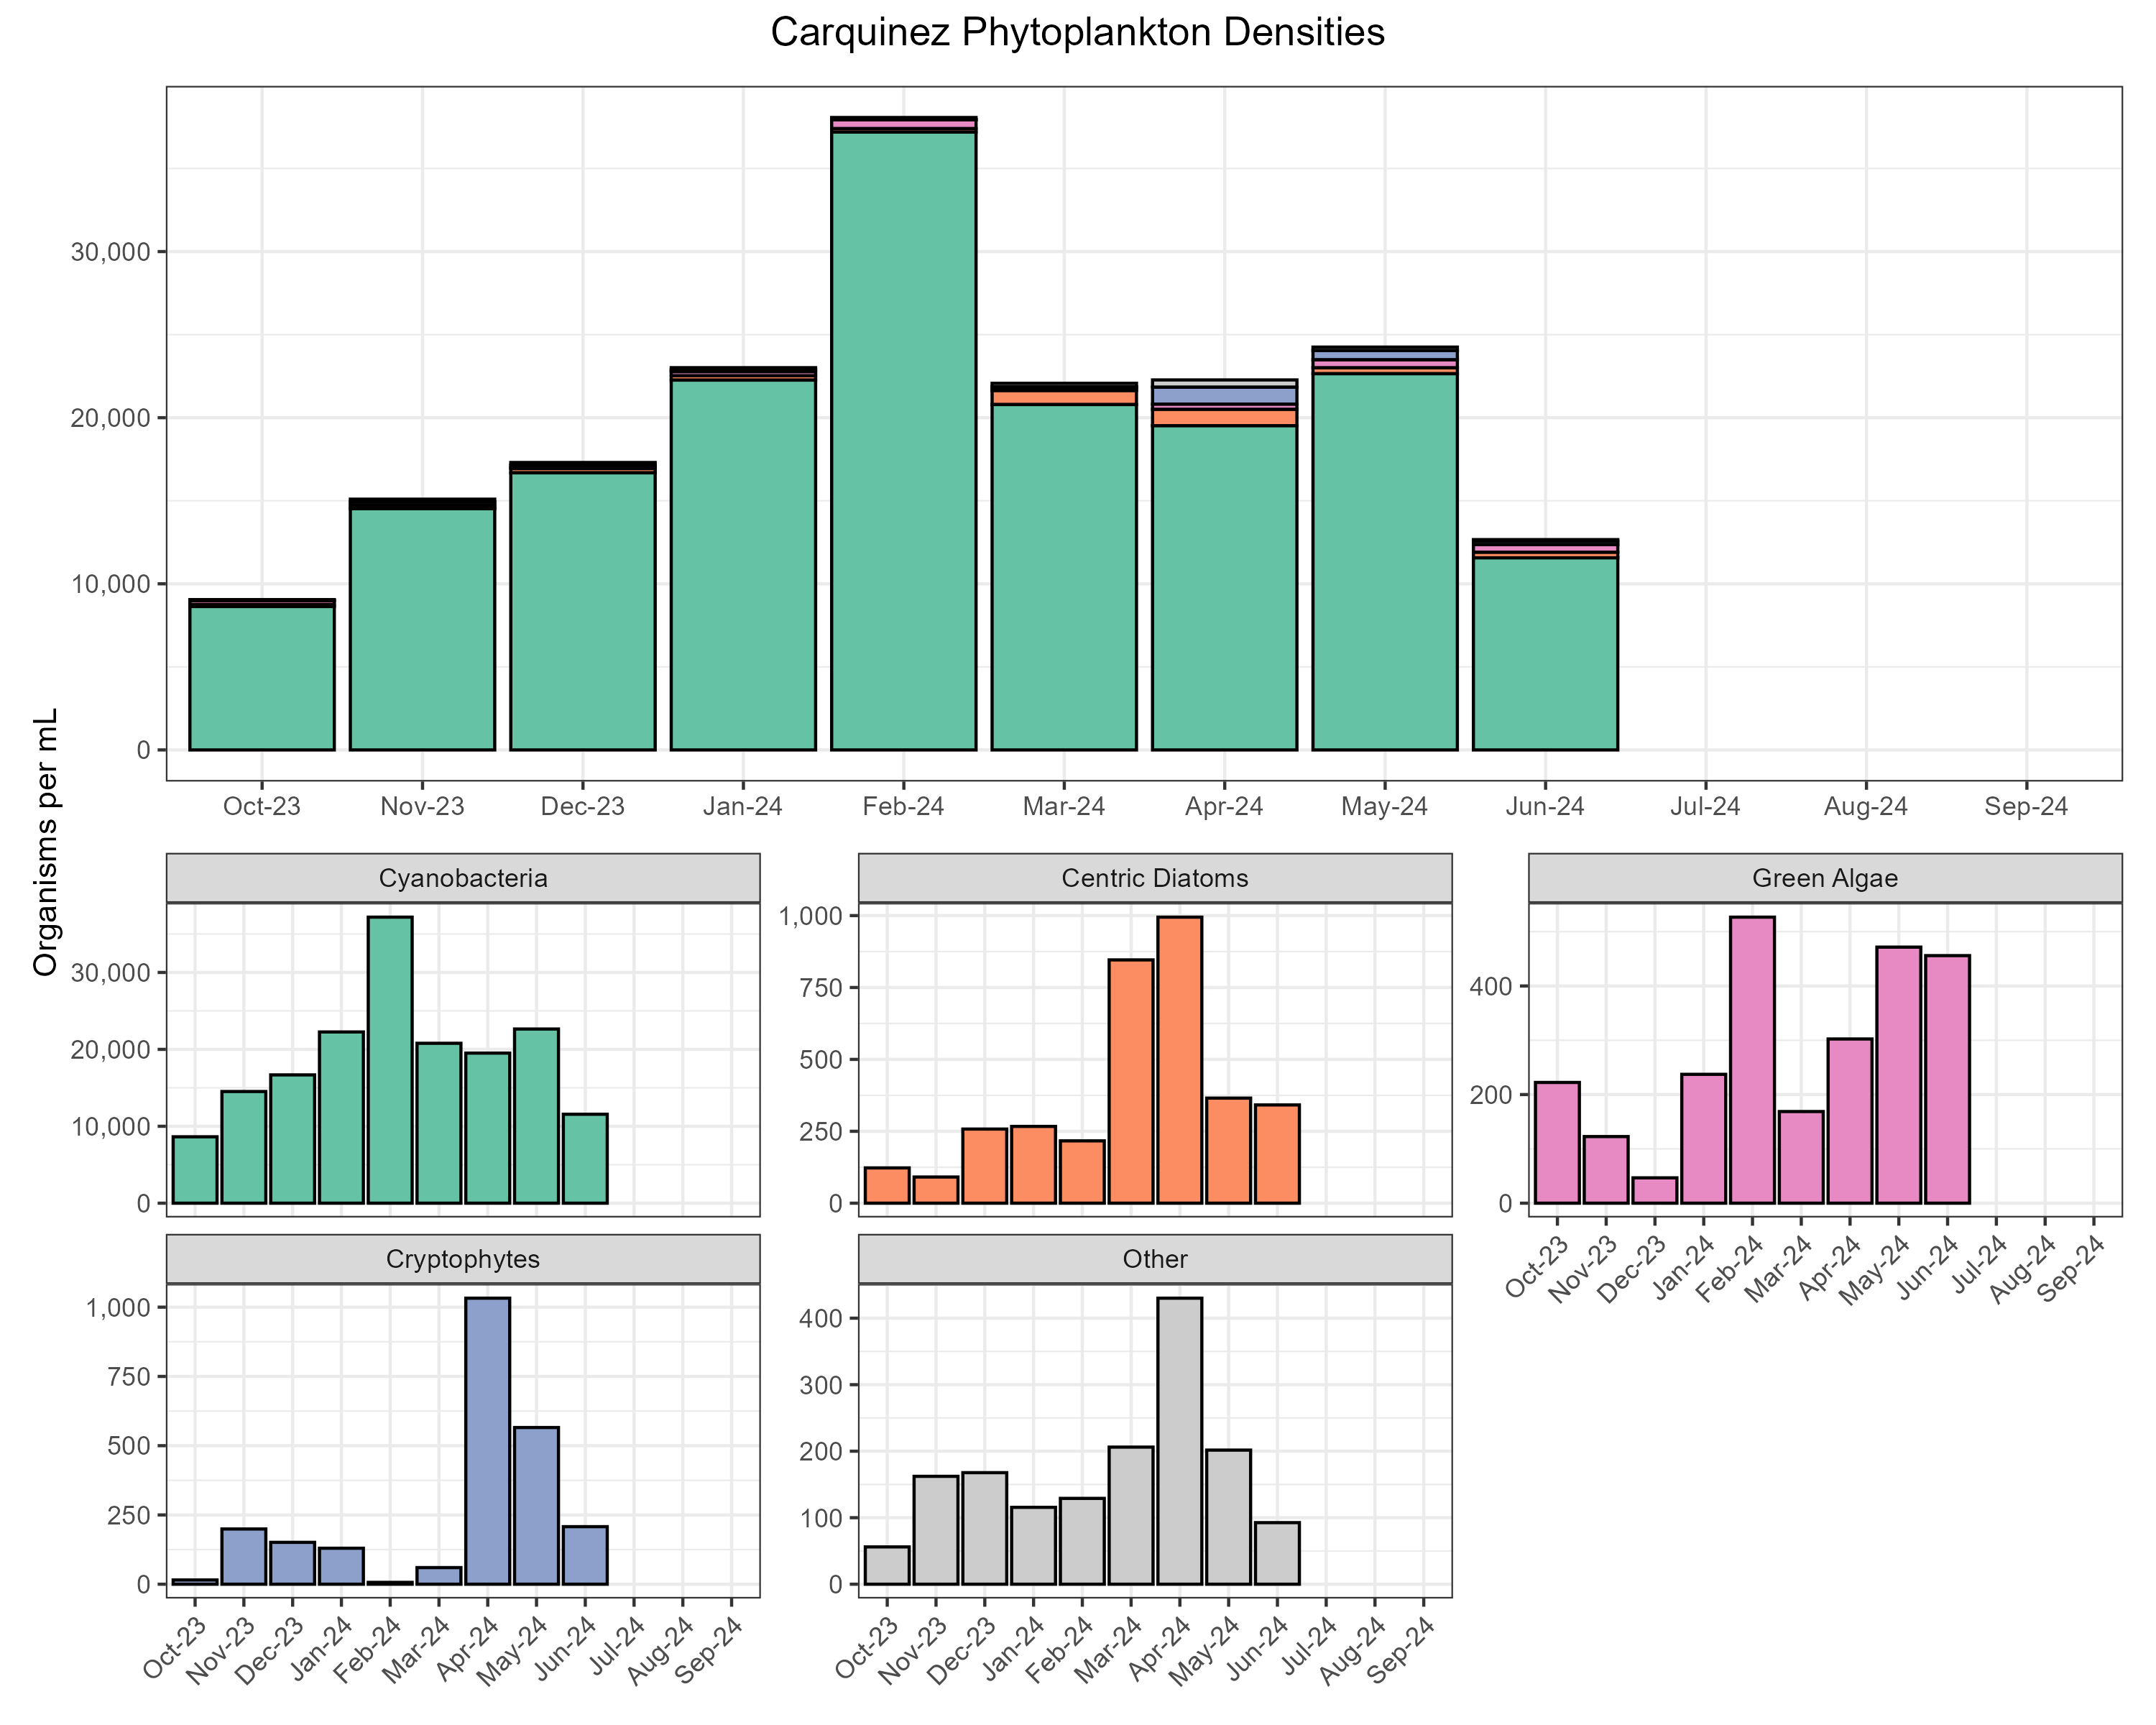 Carquinez Phytoplankton Densities
Organisms per mL
30,000
20,000
10,000
0
Oct-23 Nov-23 Dec-23 Jan-24 Feb-24 Mar-24 Apr-24 May-24 Jun-24 Jul-24 Aug-24 Sep-24
Cyanobacteria
30,000
20,000
10,000
0
Centric Diatoms
1,000
750
500
250
0
Green Algae
400
200
0
Oct-23 Nov-23 Dec-23 Jan-24 Feb-24 Mar-24 Apr-24 May-24 Jun-24 Jul-24 Aug-24 Sep-24
Cryptophytes
1,000
750
500
250
0
Oct-23 Nov-23 Dec-23 Jan-24 Feb-24 Mar-24 Apr-24 May-24 Jun-24 Jul-24 Aug-24 Sep-24
Other
400
300
200
100
0
Oct-23 Nov-23 Dec-23 Jan-24 Feb-24 Mar-24 Apr-24 May-24 Jun-24 Jul-24 Aug-24 Sep-24